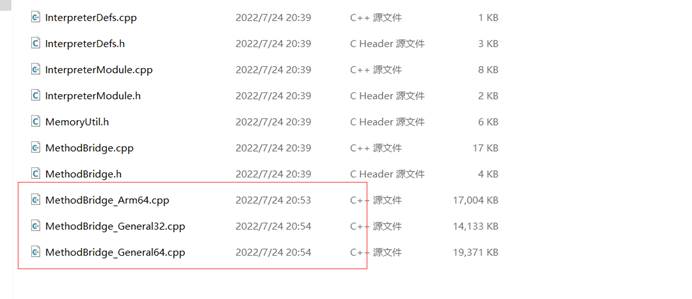 InterpreterDefs.cpp 2022/7/24 20:39 C++ 源文件 1 KB
InterpreterDefs.h 2022/7/24 20:39 C Header 源文件 3 KB
InterpreterModule.cpp 2022/7/24 20:39 C++ 源文件 8 KB
InterpreterModule.h 2022/7/24 20:39 C Header 源文件 2 KB
MemoryUtil.h 2022/7/24 20:39 C Header 源文件 6 KB
MethodBridge.cpp 2022/7/24 20:39 C++ 源文件 17 KB
MethodBridge.h 2022/7/24 20:39 C Header 源文件 4 KB
MethodBridge_Arm64.cpp 2022/7/24 20:53 C++ 源文件 17,004 KB
MethodBridge_General32.cpp 2022/7/24 20:54 C++ 源文件 14,133 KB
MethodBridge_General64.cpp 2022/7/24 20:54 C++ 源文件 19,371 KB